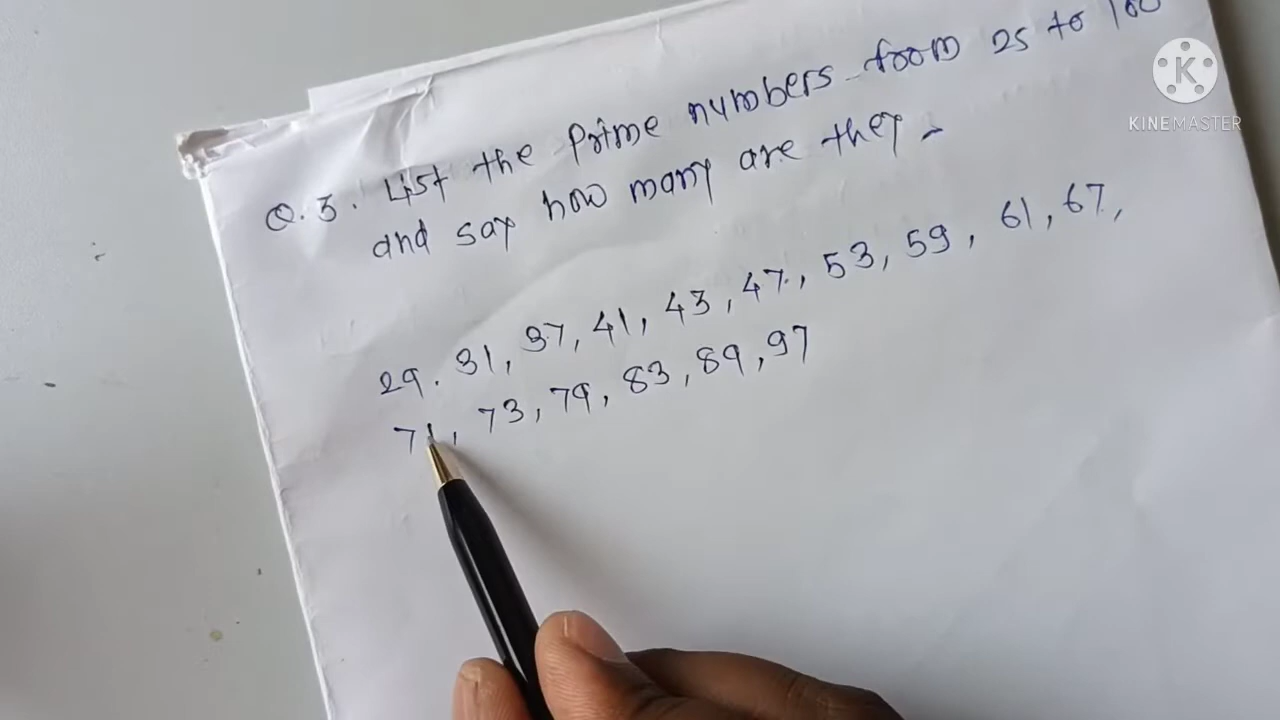 Q.3. List the Prime numbers from 25 to 100
and say how many are they -
29. 31, 37, 41, 43, 47, 53, 59, 61, 67,
71, 73, 79, 83, 89, 97
K
KINEMASTER